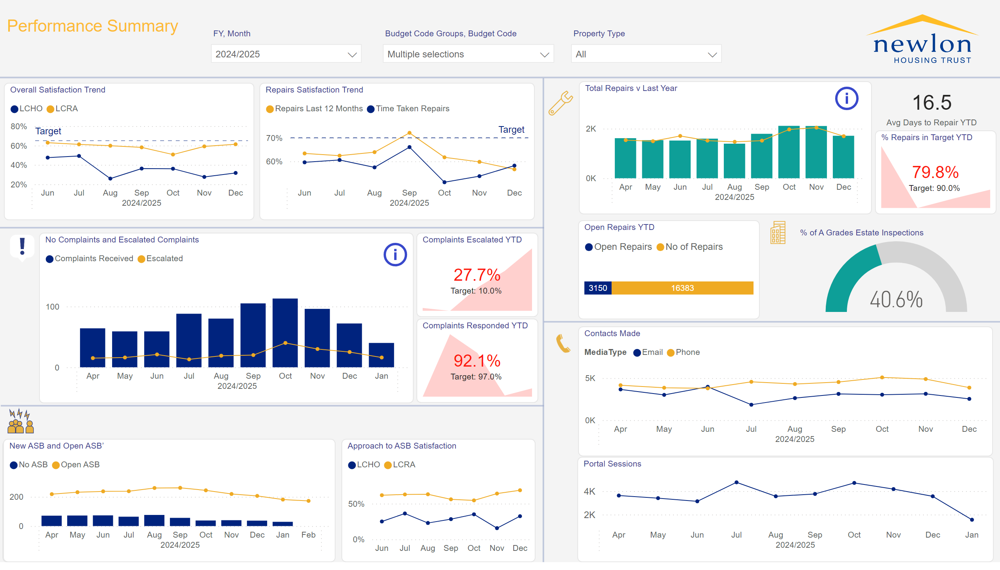 Performance Summary
FY, Month
2024/2025
Budget Code Groups, Budget Code
Multiple selections
Property Type
All
newlon
HOUSING TRUST
Overall Satisfaction Trend
LCHO LCRA
80%
Target
60%
40%
20%
Jun Jul Aug Sep Oct Nov Dec
2024/2025
Repairs Satisfaction Trend
Repairs Last 12 Months Time Taken Repairs
Target
70%
60%
Jun Jul Aug Sep Oct Nov Dec
2024/2025
Total Repairs v Last Year
i
2K
0K
Apr May Jun Jul Aug Sep Oct Nov Dec
2024/2025
16.5
Avg Days to Repair YTD
% Repairs in Target YTD
79.8%
Target: 90.0%
No Complaints and Escalated Complaints
Complaints Received Escalated
i
100
0
Apr May Jun Jul Aug Sep Oct Nov Dec Jan
2024/2025
Complaints Escalated YTD
27.7%
Target: 10.0%
Complaints Responded YTD
92.1%
Target: 97.0%
Open Repairs YTD
Open Repairs No of Repairs
3150 16383
% of A Grades Estate Inspections
40.6%
Contacts Made
MediaType Email Phone
5K
0K
Apr May Jun Jul Aug Sep Oct Nov Dec
2024/2025
New ASB and Open ASB’
No ASB Open ASB
200
0
Apr May Jun Jul Aug Sep Oct Nov Dec Jan Feb
2024/2025
Approach to ASB Satisfaction
LCHO LCRA
50%
0%
Jun Jul Aug Sep Oct Nov Dec
Portal Sessions
4K
2K
Apr May Jun Jul Aug Sep Oct Nov Dec Jan
2024/2025